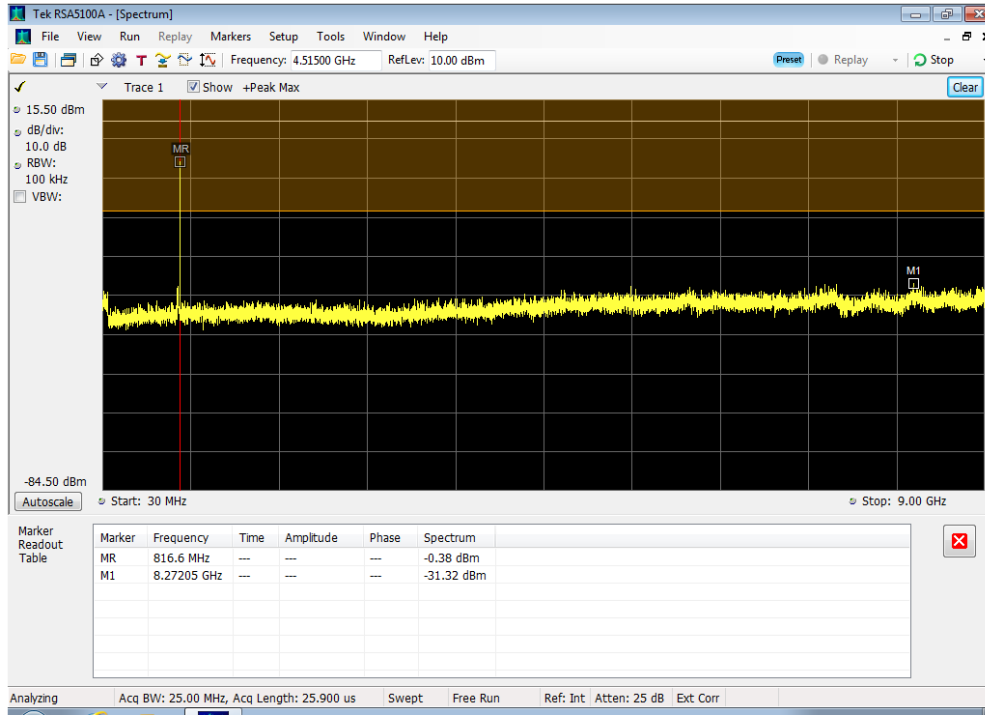 Tek RSA5100A - [Spectrum]
File View Run Replay Markers Setup Tools Window Help
T Frequency: 4.51500 GHz RefLev: 10.00 dBm Preset Replay Stop
Trace 1 Show +Peak Max Clear
15.50 dBm
dB/div:
10.0 dB
RBW:
100 kHz
VBW:
MR
M1
-84.50 dBm
Autoscale Start: 30 MHz Stop: 9.00 GHz
Marker Readout Table
Marker Frequency Time Amplitude Phase Spectrum
MR 816.6 MHz --- --- --- -0.38 dBm
M1 8.27205 GHz --- --- --- -31.32 dBm
Analyzing Acq BW: 25.00 MHz, Acq Length: 25.900 us Swept Free Run Ref: Int Atten: 25 dB Ext Corr